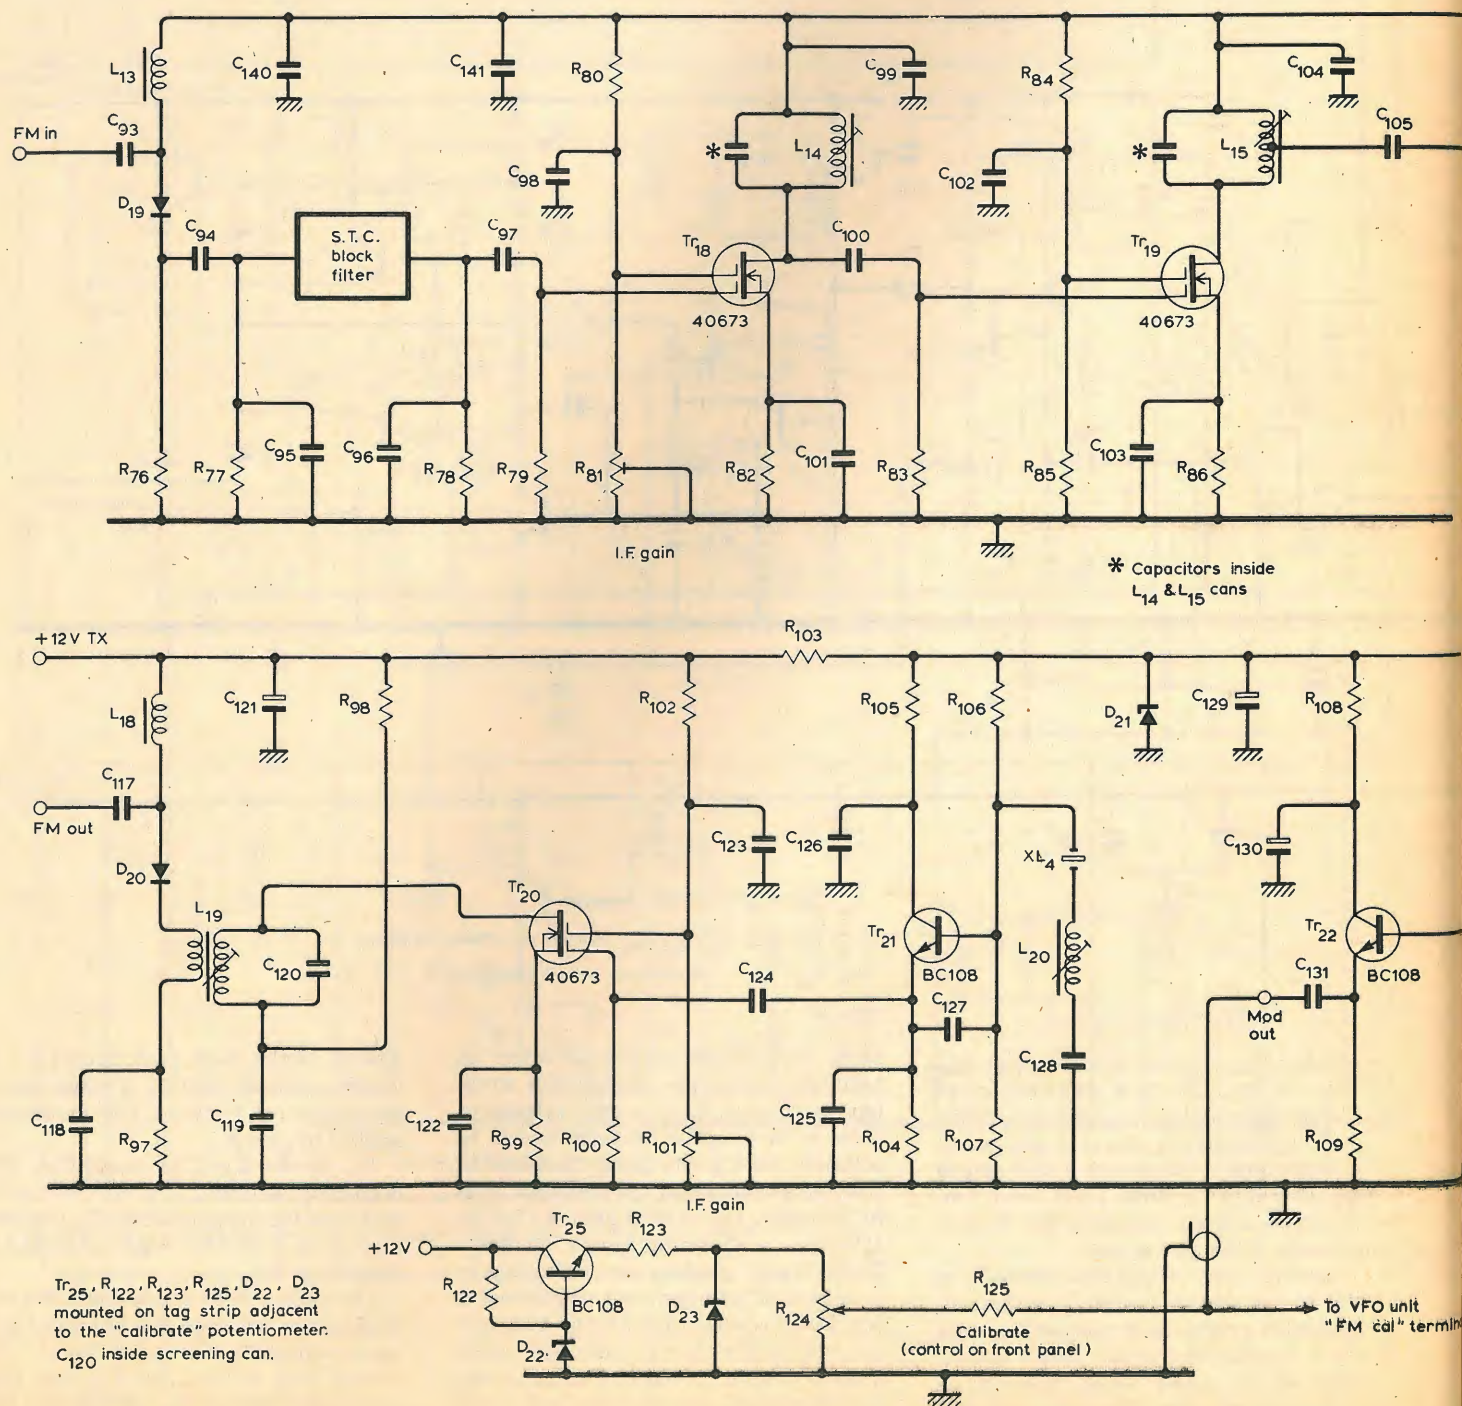 L13
C140
C141
R80
C99
R84
C104
FM in
C93
C98
L14
C102
L15
C105
D19
C94
S.T.C.
block
filter
C97
Tr18
C100
Tr19
40673
40673
R76
R77
C95
C96
R78
R79
R81
R82
C101
R83
R85
C103
R86
I.F. gain
* Capacitors inside
L14 & L15 cans
+12V TX
R103
L18
C121
R98
R102
R105
R106
D21
C129
R108
C117
FM out
C123
C126
XL4
C130
D20
L19
C120
Tr20
40673
Tr21
BC108
L20
Tr22
BC108
C124
C127
C131
Mod
out
C128
C118
R97
C119
C122
R99
R100
R101
C125
R104
R107
R109
I.F. gain
+12V
Tr25
R123
R122
BC108
D22
D23
R124
R125
Calibrate
(control on front panel)
To VFO unit
"FM cal"
Tr25, R122, R123, R125, D22, D23
mounted on tag strip adjacent
to the "calibrate" potentiometer.
C120 inside screening can.